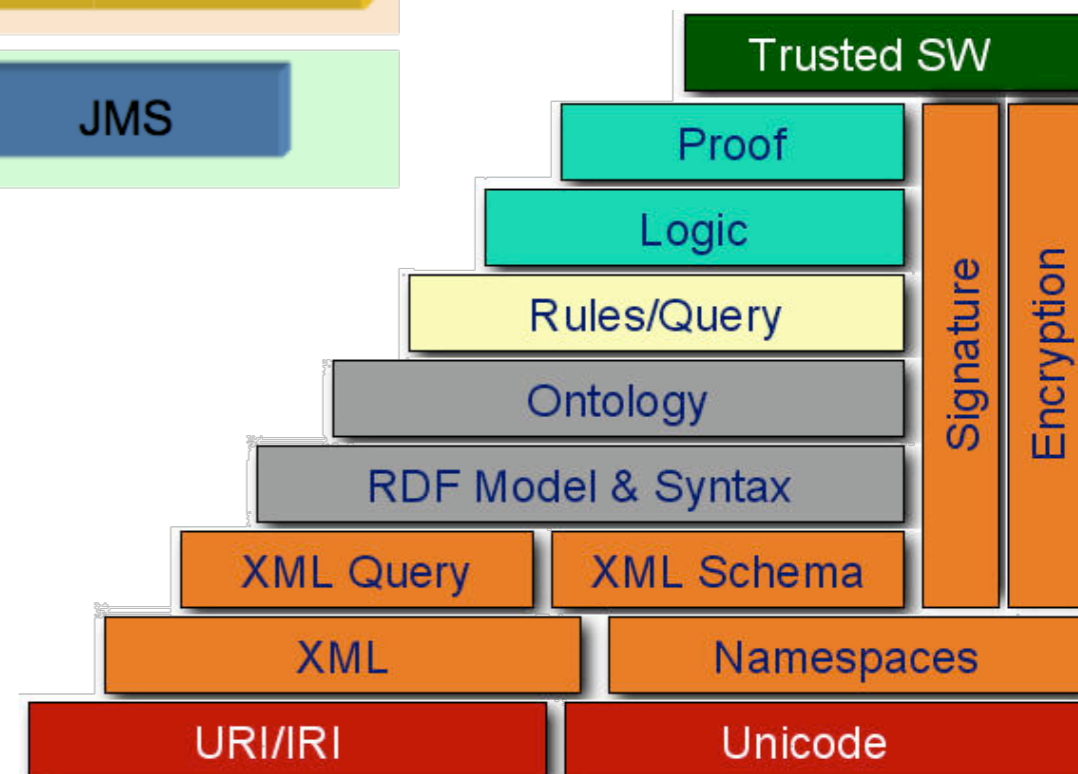 Trusted SW
JMS
Proof
Logic
Rules/Query
Signature
Encryption
Ontology
RDF Model & Syntax
XML Query
XML Schema
XML
Namespaces
URI/IRI
Unicode